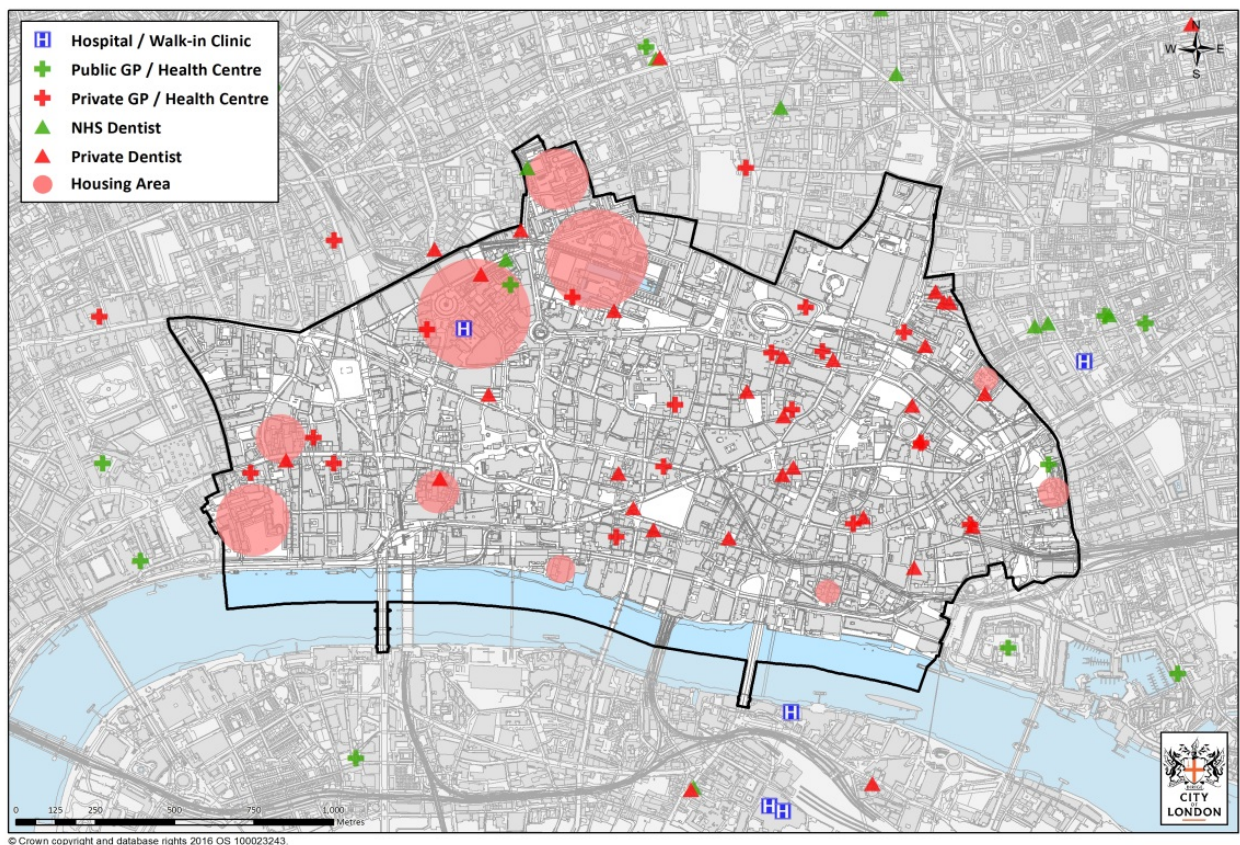 Hospital / Walk-in Clinic
Public GP / Health Centre
Private GP / Health Centre
NHS Dentist
Private Dentist
Housing Area
N
W E
S
H
H
H
H H
0 125 250 500 750 1,000
Metres
CITY
OF
LONDON
© Crown copyright and database rights 2016 OS 100023243.